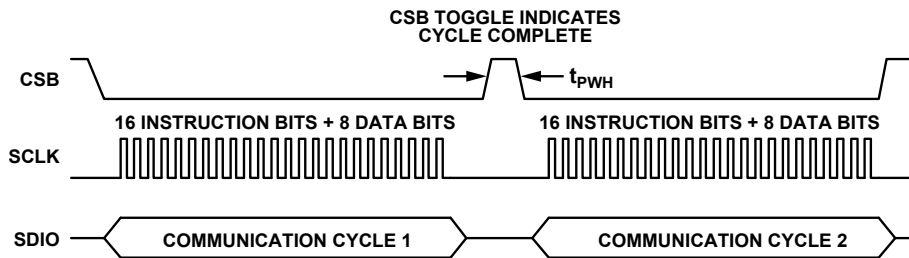 CSB TOGGLE INDICATES
CYCLE COMPLETE
CSB
tPWH
16 INSTRUCTION BITS + 8 DATA BITS
16 INSTRUCTION BITS + 8 DATA BITS
SCLK
SDIO
COMMUNICATION CYCLE 1
COMMUNICATION CYCLE 2